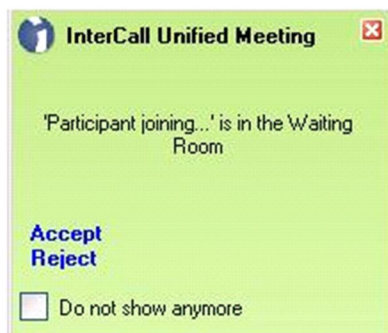 InterCall Unified Meeting
'Participant joining...' is in the Waiting
Room
Accept
Reject
Do not show anymore